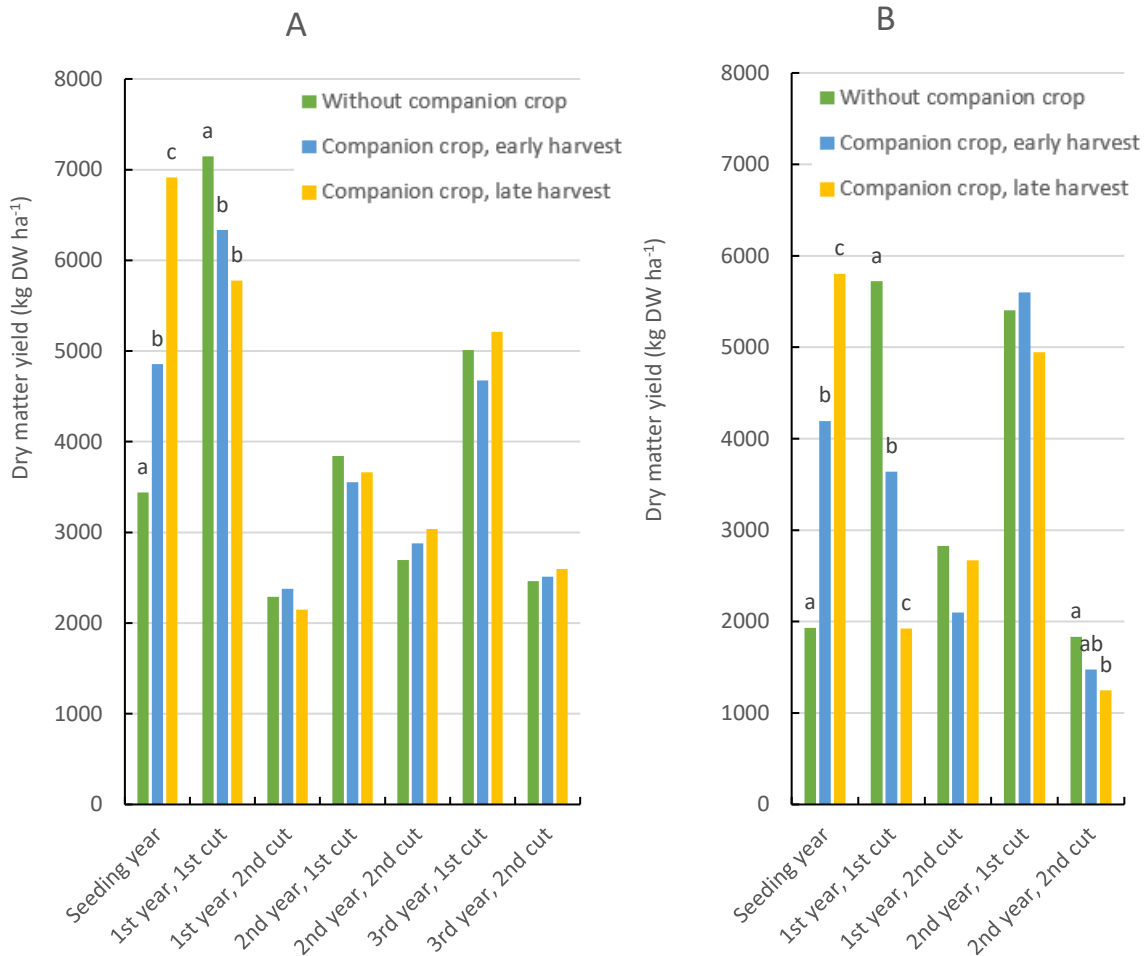 A
Dry matter yield (kg DW ha⁻¹)
8000
7000
6000
5000
4000
3000
2000
1000
0
Without companion crop
Companion crop, early harvest
Companion crop, late harvest
a
b
c
a
b
b
Seeding year
1st year, 1st cut
1st year, 2nd cut
2nd year, 1st cut
2nd year, 2nd cut
3rd year, 1st cut
3rd year, 2nd cut
B
Dry matter yield (kg DW ha⁻¹)
8000
7000
6000
5000
4000
3000
2000
1000
0
Without companion crop
Companion crop, early harvest
Companion crop, late harvest
a
b
c
a
b
c
a
ab
b
Seeding year
1st year, 1st cut
1st year, 2nd cut
2nd year, 1st cut
2nd year, 2nd cut